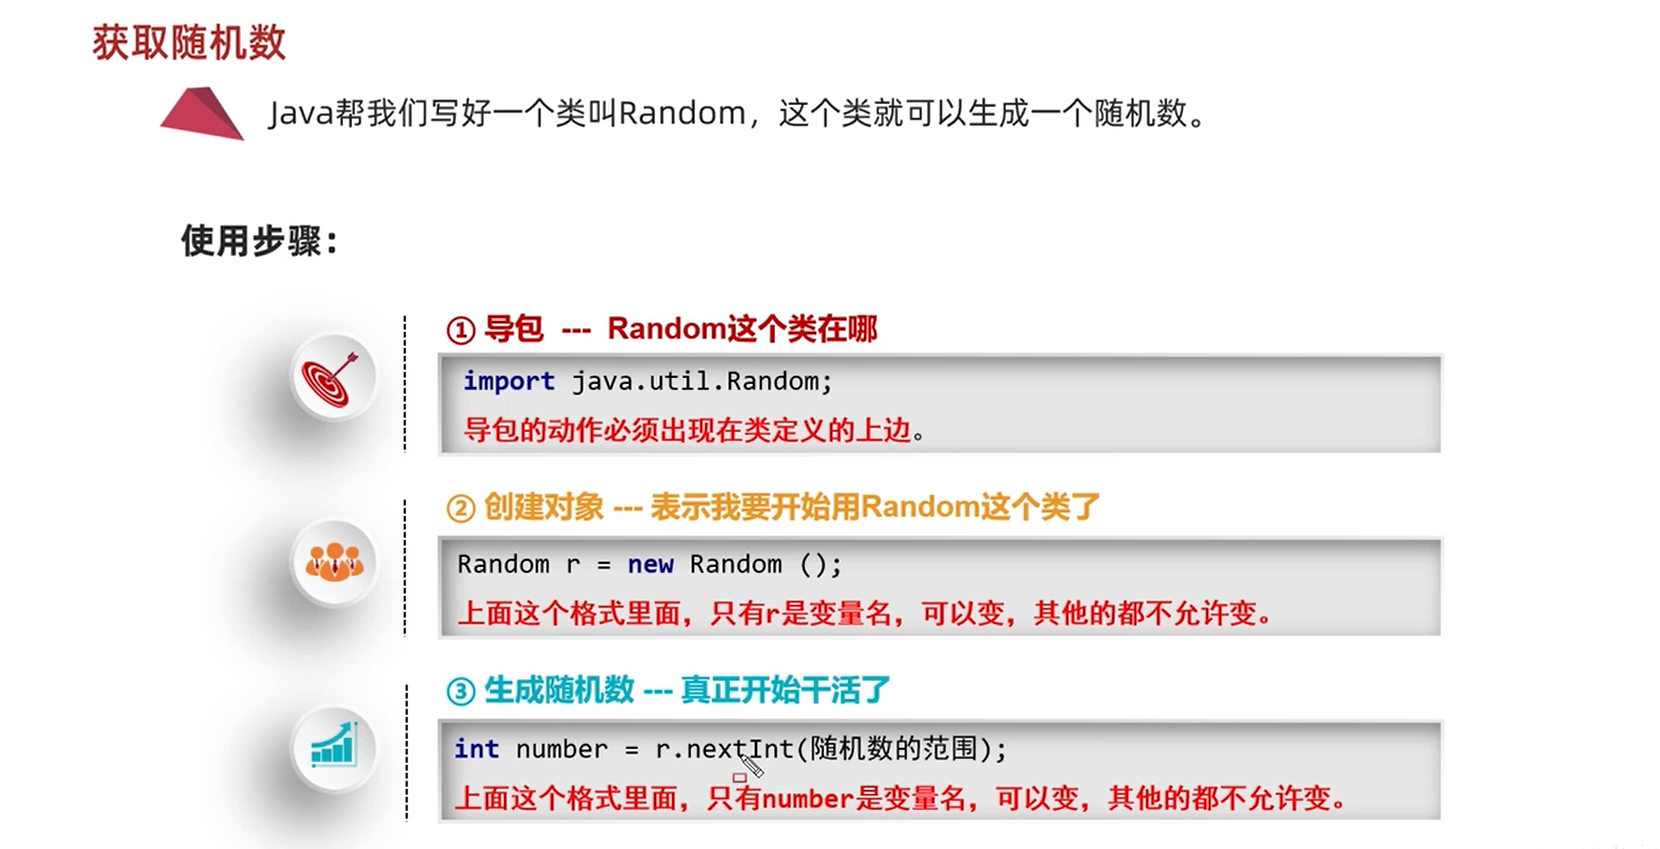 获取随机数
Java帮我们写好一个类叫Random，这个类就可以生成一个随机数。
使用步骤：
① 导包 --- Random这个类在哪
import java.util.Random;
导包的动作必须出现在类定义的上边。
② 创建对象 --- 表示我要开始用Random这个类了
Random r = new Random ();
上面这个格式里面，只有r是变量名，可以变，其他的都不允许变。
③ 生成随机数 --- 真正开始干活了
int number = r.nextInt(随机数的范围);
上面这个格式里面，只有number是变量名，可以变，其他的都不允许变。